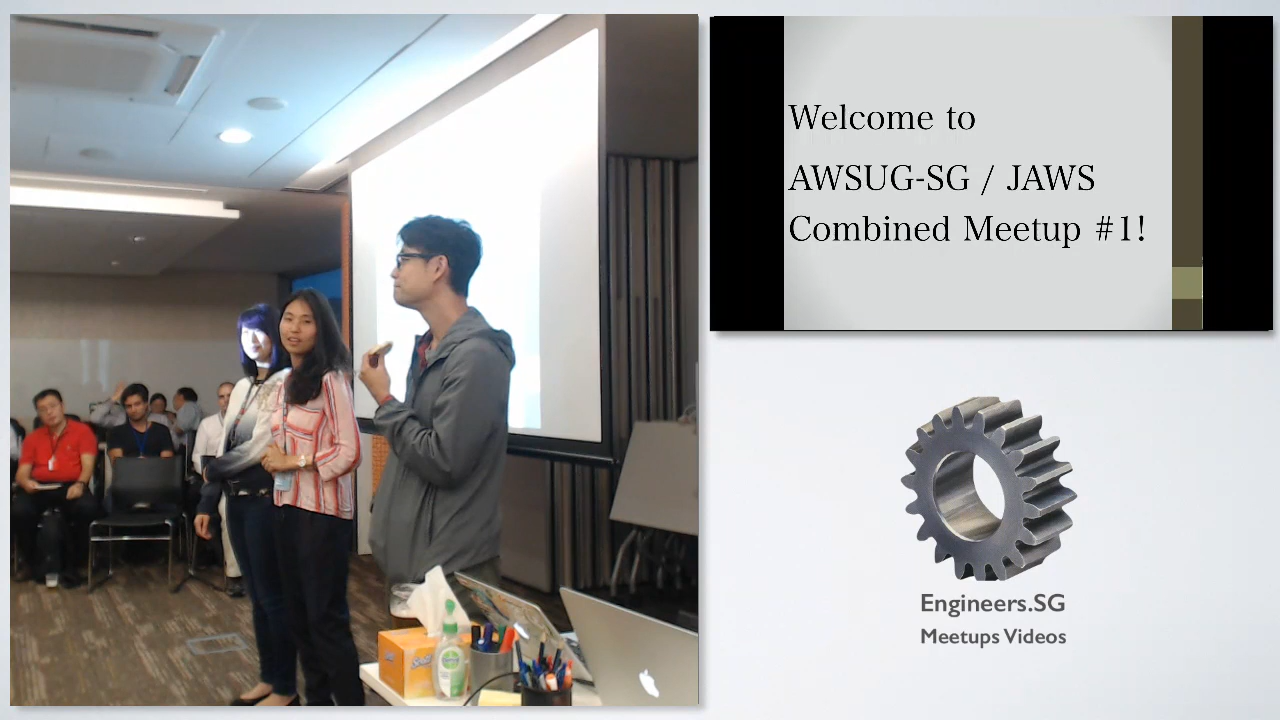 Welcome to
AWSUG-SG / JAWS
Combined Meetup #1!
Engineers.SG
Meetups Videos